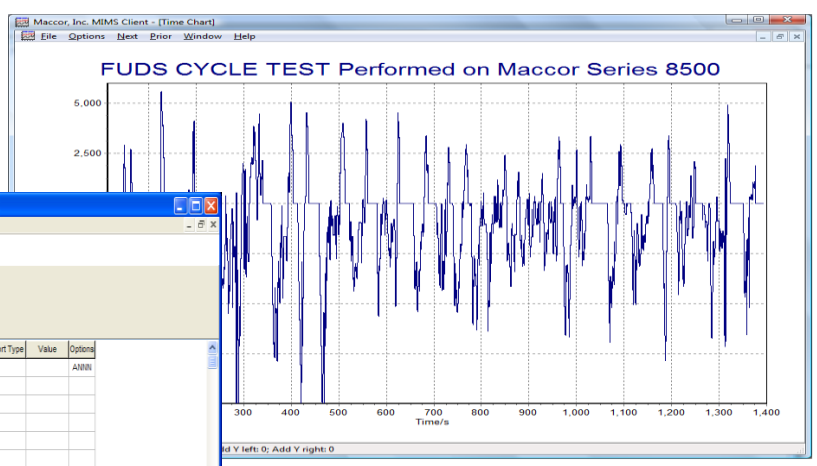 Maccor, Inc. MIMS Client - [Time Chart]
File Options Next Prior Window Help
FUDS CYCLE TEST Performed on Maccor Series 8500
5,000
2,500
Type Value Options
ANNN
300 400 500 600 700 800 900 1,000 1,100 1,200 1,300 1,400
Time/s
Y left: 0; Add Y right: 0